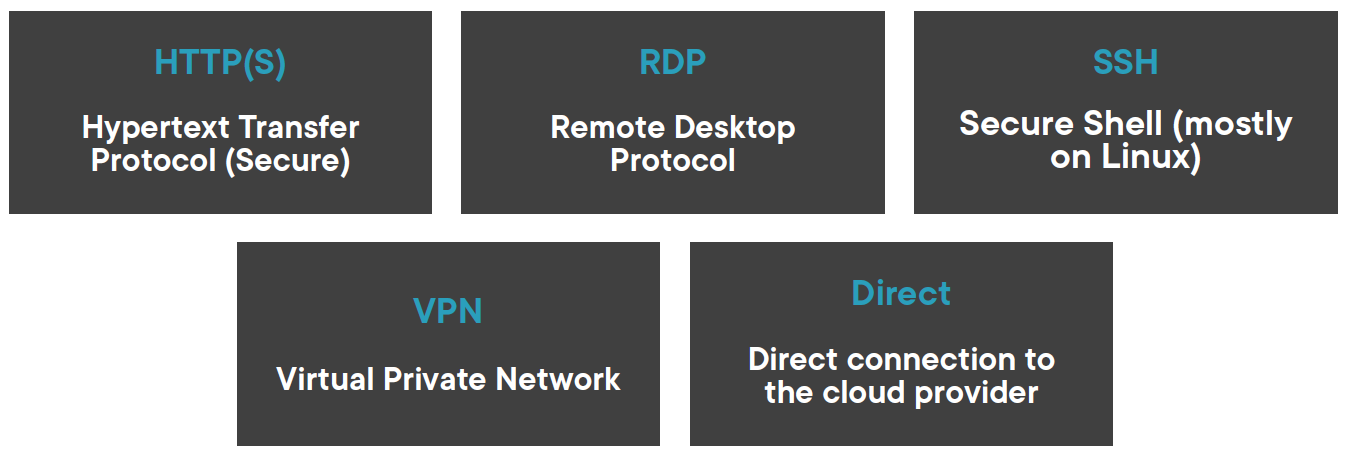 HTTP(S)
Hypertext Transfer
Protocol (Secure)
RDP
Remote Desktop
Protocol
SSH
Secure Shell (mostly
on Linux)
VPN
Virtual Private Network
Direct
Direct connection to
the cloud provider